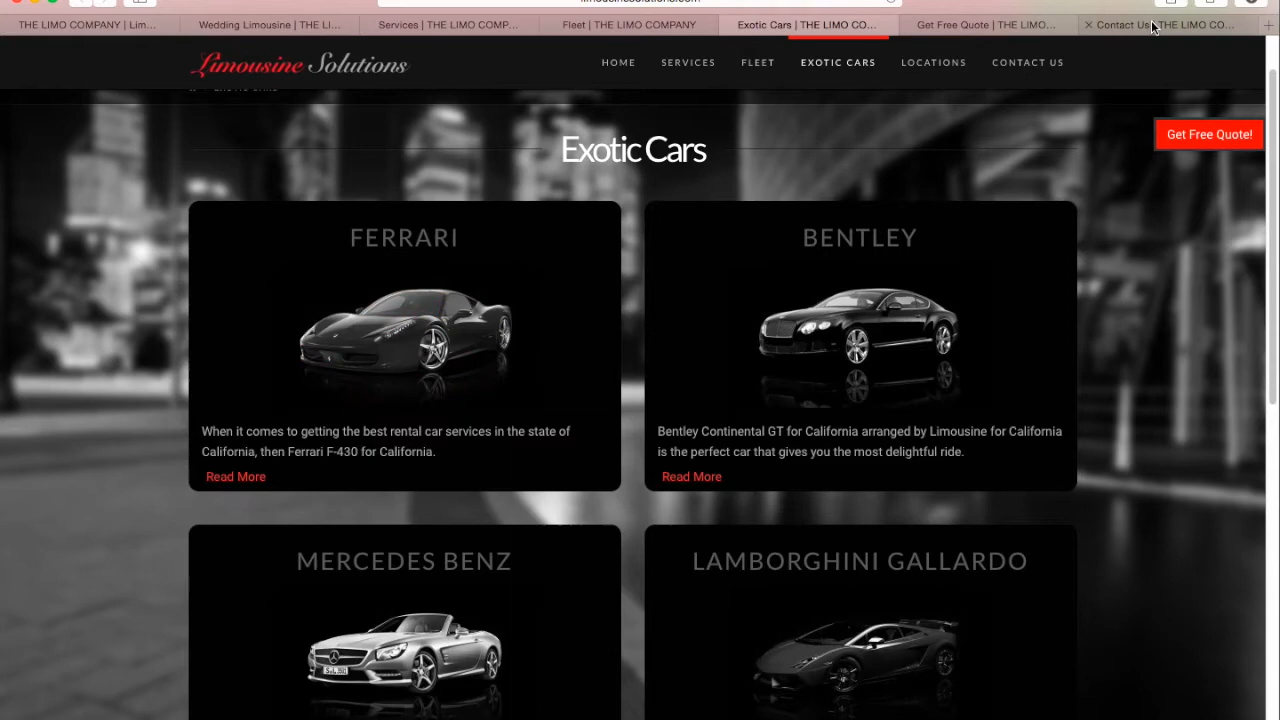 THE LIMO COMPANY | Lim...
Wedding Limousine | THE LI...
Services | THE LIMO COMP...
Fleet | THE LIMO COMPANY
Exotic Cars | THE LIMO CO...
Get Free Quote | THE LIMO...
Contact Us | THE LIMO CO...
Limousine Solutions
HOME
SERVICES
FLEET
EXOTIC CARS
LOCATIONS
CONTACT US
Get Free Quote!
Exotic Cars
FERRARI
When it comes to getting the best rental car services in the state of
California, then Ferrari F-430 for California.
Read More
BENTLEY
Bentley Continental GT for California arranged by Limousine for California
is the perfect car that gives you the most delightful ride.
Read More
MERCEDES BENZ
LAMBORGHINI GALLARDO